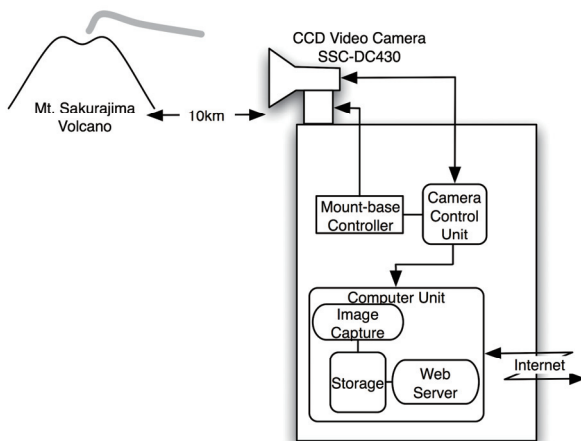 CCD Video Camera
SSC-DC430
Mt. Sakurajima
Volcano
10km
Mount-base
Controller
Camera
Control
Unit
Computer Unit
Image
Capture
Storage
Web
Server
Internet